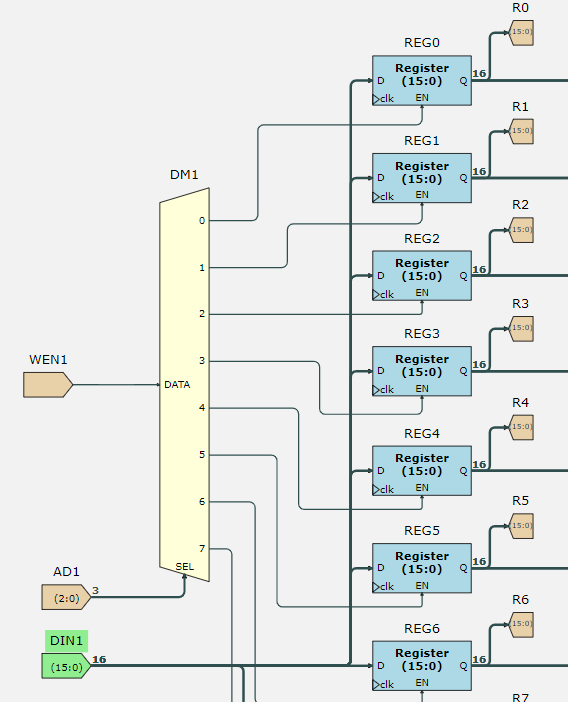 R0
(15:0)
REG0
Register
(15:0)
D
Q
16
clk
EN
R1
(15:0)
REG1
Register
(15:0)
D
Q
16
clk
EN
DM1
R2
(15:0)
REG2
Register
(15:0)
D
Q
16
clk
EN
0
1
2
3
4
5
6
7
DATA
SEL
WEN1
R3
(15:0)
REG3
Register
(15:0)
D
Q
16
clk
EN
R4
(15:0)
REG4
Register
(15:0)
D
Q
16
clk
EN
R5
(15:0)
REG5
Register
(15:0)
D
Q
16
clk
EN
AD1
(2:0)
3
DIN1
(15:0)
16
R6
(15:0)
REG6
Register
(15:0)
D
Q
16
clk
EN
R7